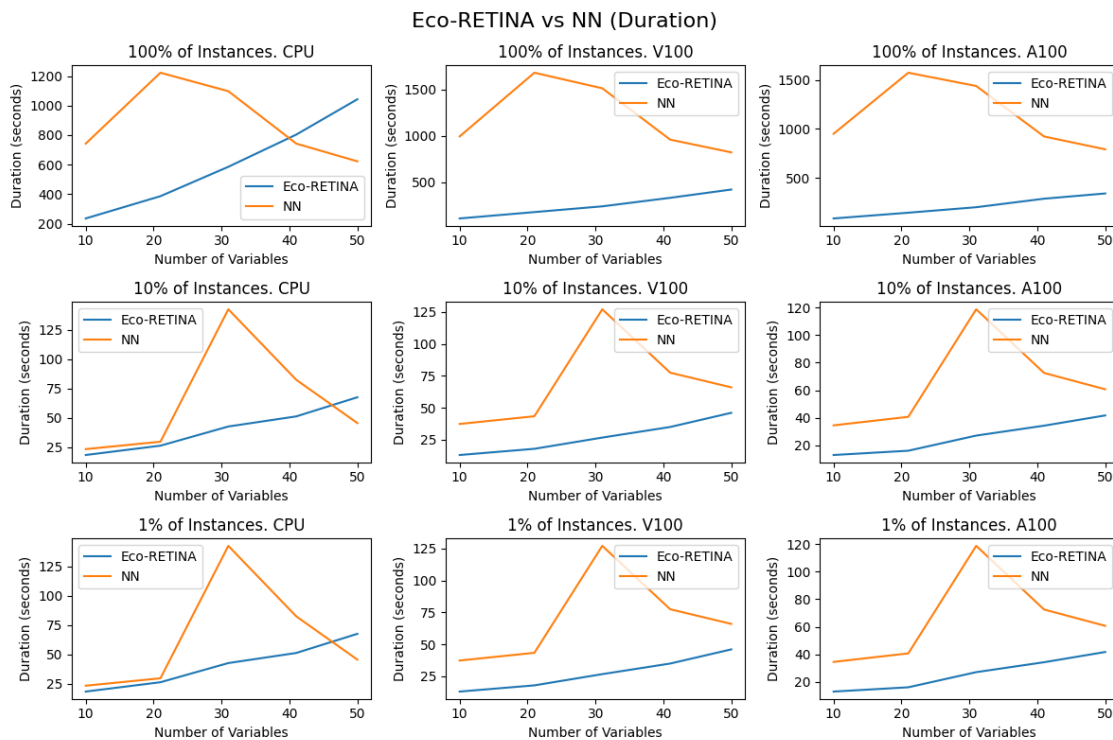 Eco-RETINA vs NN (Duration)
100% of Instances. CPU
Duration (seconds)
1200
1000
800
600
400
200
Eco-RETINA
NN
10 20 30 40 50
Number of Variables
100% of Instances. V100
Duration (seconds)
1500
1000
500
Eco-RETINA
NN
10 20 30 40 50
Number of Variables
100% of Instances. A100
Duration (seconds)
1500
1000
500
Eco-RETINA
NN
10 20 30 40 50
Number of Variables
10% of Instances. CPU
Duration (seconds)
125
100
75
50
25
Eco-RETINA
NN
10 20 30 40 50
Number of Variables
10% of Instances. V100
Duration (seconds)
125
100
75
50
25
Eco-RETINA
NN
10 20 30 40 50
Number of Variables
10% of Instances. A100
Duration (seconds)
120
100
80
60
40
20
Eco-RETINA
NN
10 20 30 40 50
Number of Variables
1% of Instances. CPU
Duration (seconds)
125
100
75
50
25
Eco-RETINA
NN
10 20 30 40 50
Number of Variables
1% of Instances. V100
Duration (seconds)
125
100
75
50
25
Eco-RETINA
NN
10 20 30 40 50
Number of Variables
1% of Instances. A100
Duration (seconds)
120
100
80
60
40
20
Eco-RETINA
NN
10 20 30 40 50
Number of Variables